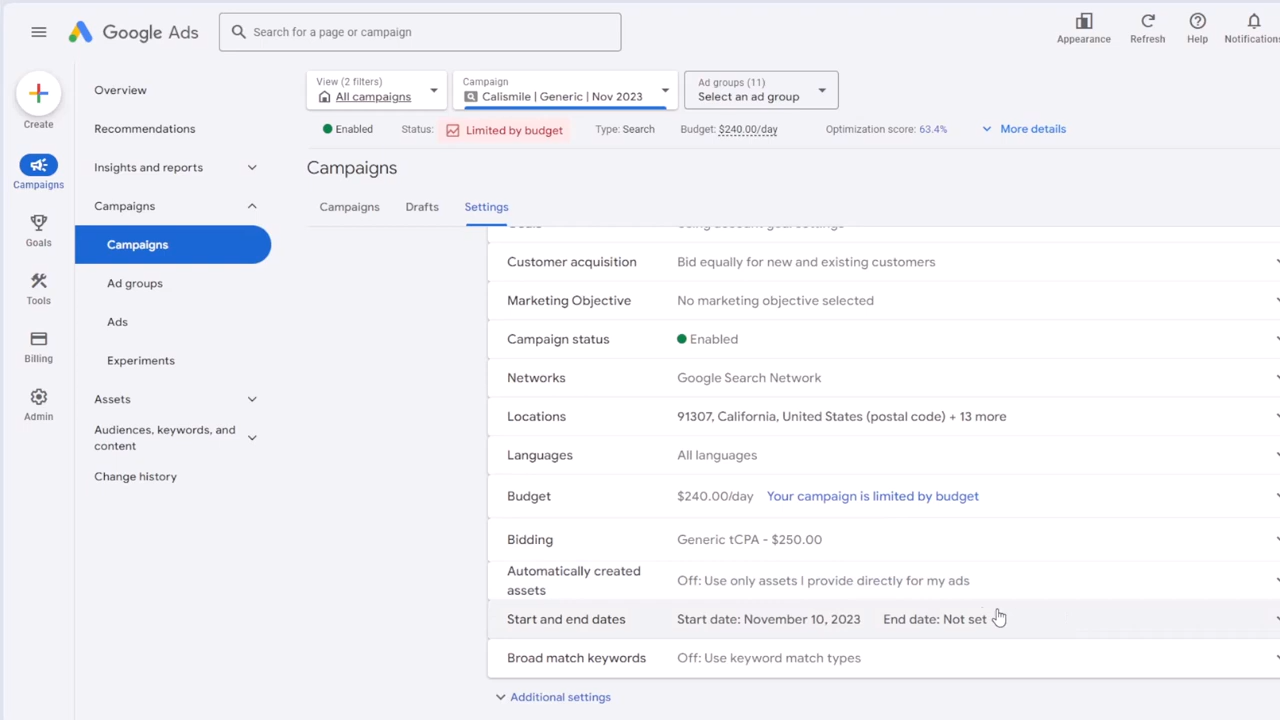 Google Ads
Search for a page or campaign
Appearance
Refresh
Help
Notifications
Create
Campaigns
Goals
Tools
Billing
Admin
Overview
Recommendations
Insights and reports
Campaigns
Campaigns
Ad groups
Ads
Experiments
Assets
Audiences, keywords, and
content
Change history
View (2 filters)
All campaigns
Campaign
Calismile | Generic | Nov 2023
Ad groups (11)
Select an ad group
Enabled
Status: Limited by budget
Type: Search
Budget: $240.00/day
Optimization score: 63.4%
More details
Campaigns
Campaigns
Drafts
Settings
Customer acquisition
Bid equally for new and existing customers
Marketing Objective
No marketing objective selected
Campaign status
Enabled
Networks
Google Search Network
Locations
91307, California, United States (postal code) + 13 more
Languages
All languages
Budget
$240.00/day Your campaign is limited by budget
Bidding
Generic tCPA - $250.00
Automatically created
assets
Off: Use only assets I provide directly for my ads
Start and end dates
Start date: November 10, 2023 End date: Not set
Broad match keywords
Off: Use keyword match types
Additional settings